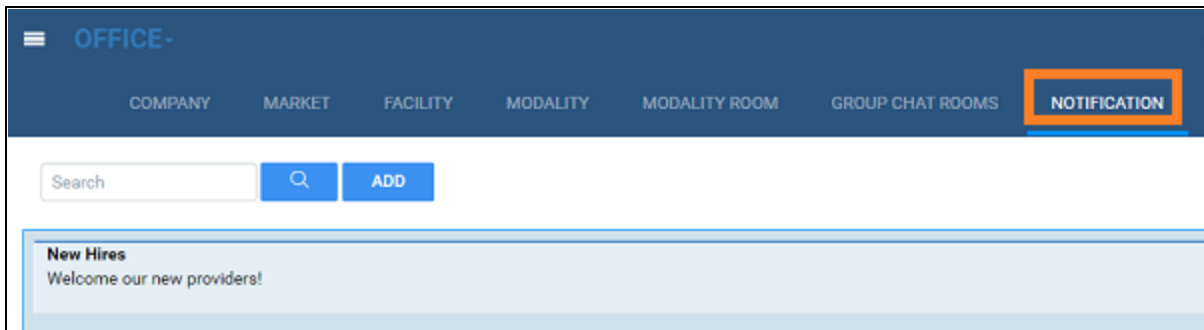 OFFICE
COMPANY MARKET FACILITY MODALITY MODALITY ROOM GROUP CHAT ROOMS NOTIFICATION
Search ADD
New Hires
Welcome our new providers!